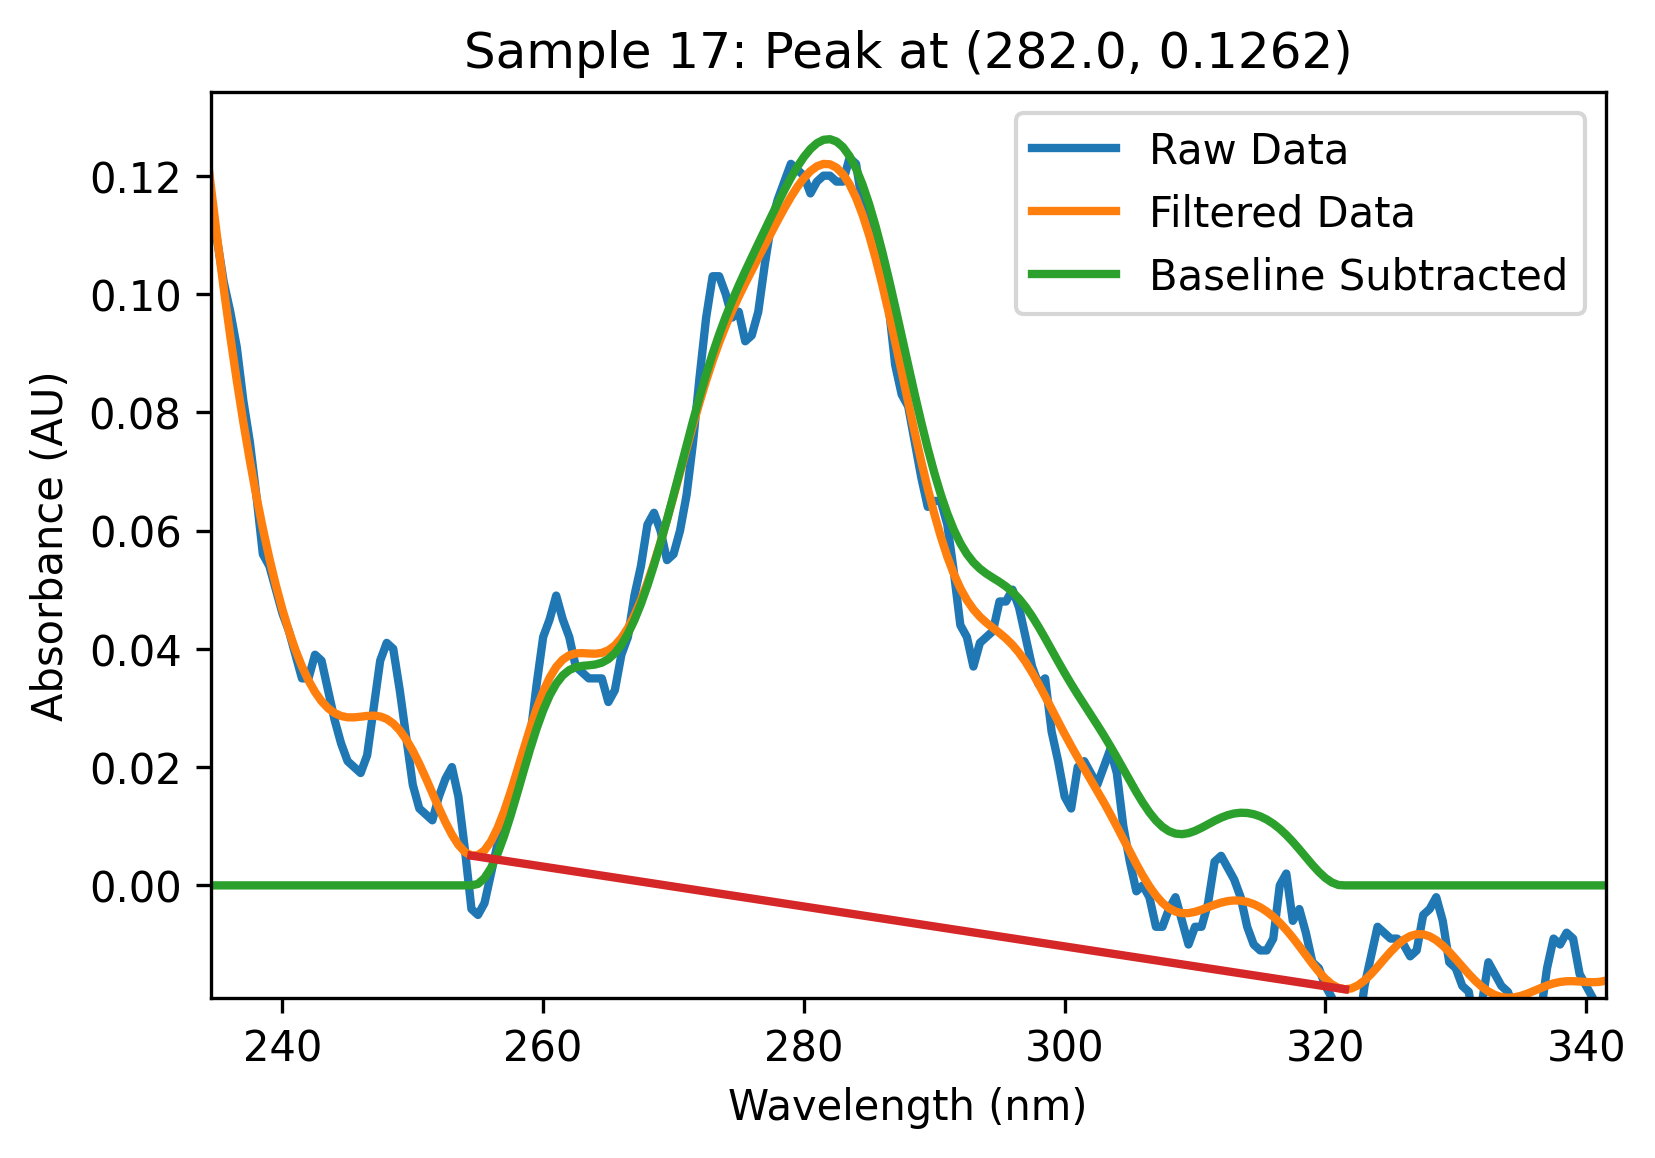 Sample 17: Peak at (282.0, 0.1262)
Raw Data
Filtered Data
Baseline Subtracted
Absorbance (AU)
0.12
0.10
0.08
0.06
0.04
0.02
0.00
240 260 280 300 320 340
Wavelength (nm)